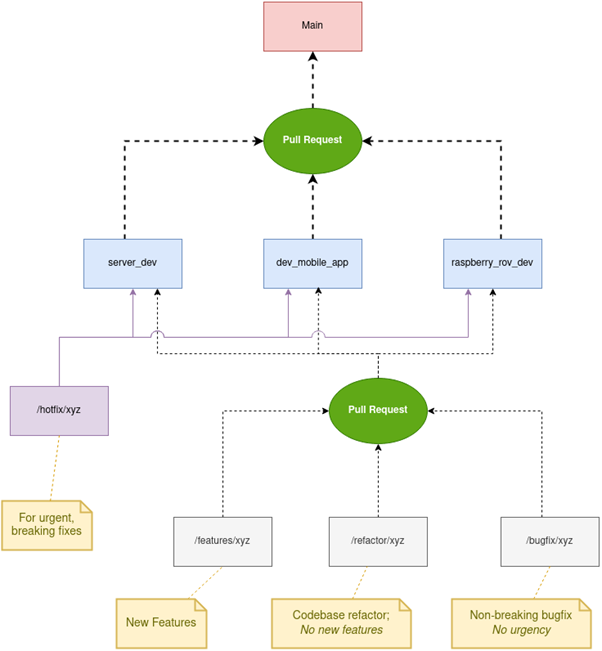 Main
Pull Request
server_dev
dev_mobile_app
raspberry_rov_dev
/hotfix/xyz
Pull Request
For urgent,
breaking fixes
/features/xyz
/refactor/xyz
/bugfix/xyz
New Features
Codebase refactor;
No new features
Non-breaking bugfix
No urgency